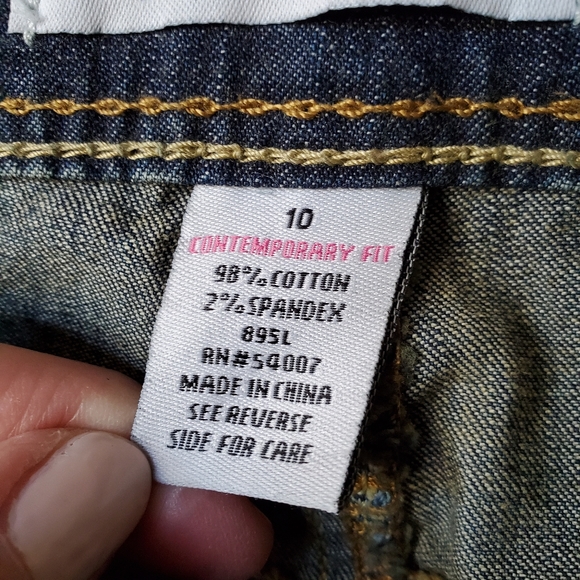 10
CONTEMPORARY FIT
98% COTTON
2% SPANDEX
895L
RN#54007
MADE IN CHINA
SEE REVERSE
SIDE FOR CARE